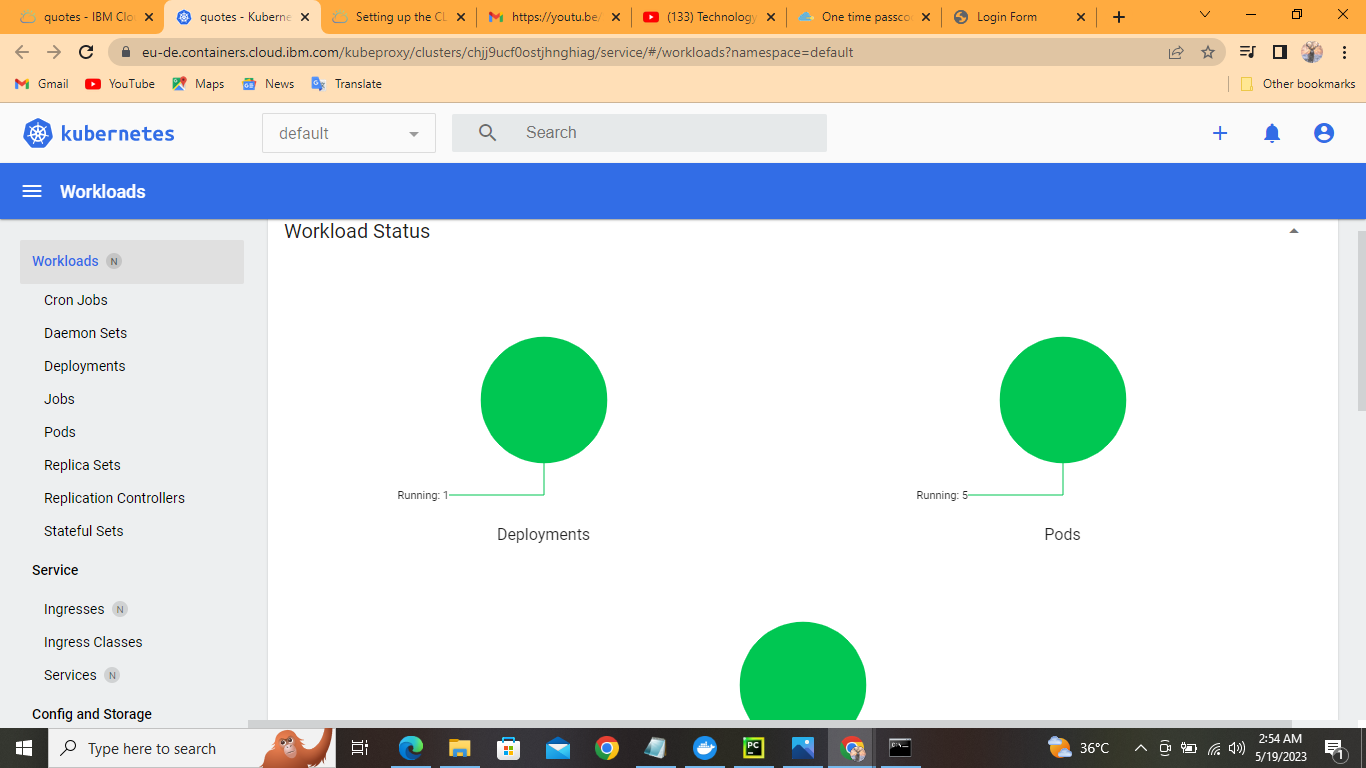 quotes - IBM Clou
quotes - Kuberne
Setting up the CL
https://youtu.be/
(133) Technology
One time passco
Login Form
eu-de.containers.cloud.ibm.com/kubeproxy/clusters/chjj9ucf0ostjhnghiag/service/#/workloads?namespace=default
Gmail
YouTube
Maps
News
Translate
Other bookmarks
kubernetes
default
Search
Workloads
Workload Status
Workloads N
Cron Jobs
Daemon Sets
Deployments
Jobs
Pods
Replica Sets
Replication Controllers
Stateful Sets
Service
Ingresses N
Ingress Classes
Services N
Config and Storage
Running: 1
Deployments
Running: 5
Pods
Type here to search
PC
36°C
2:54 AM
5/19/2023
1